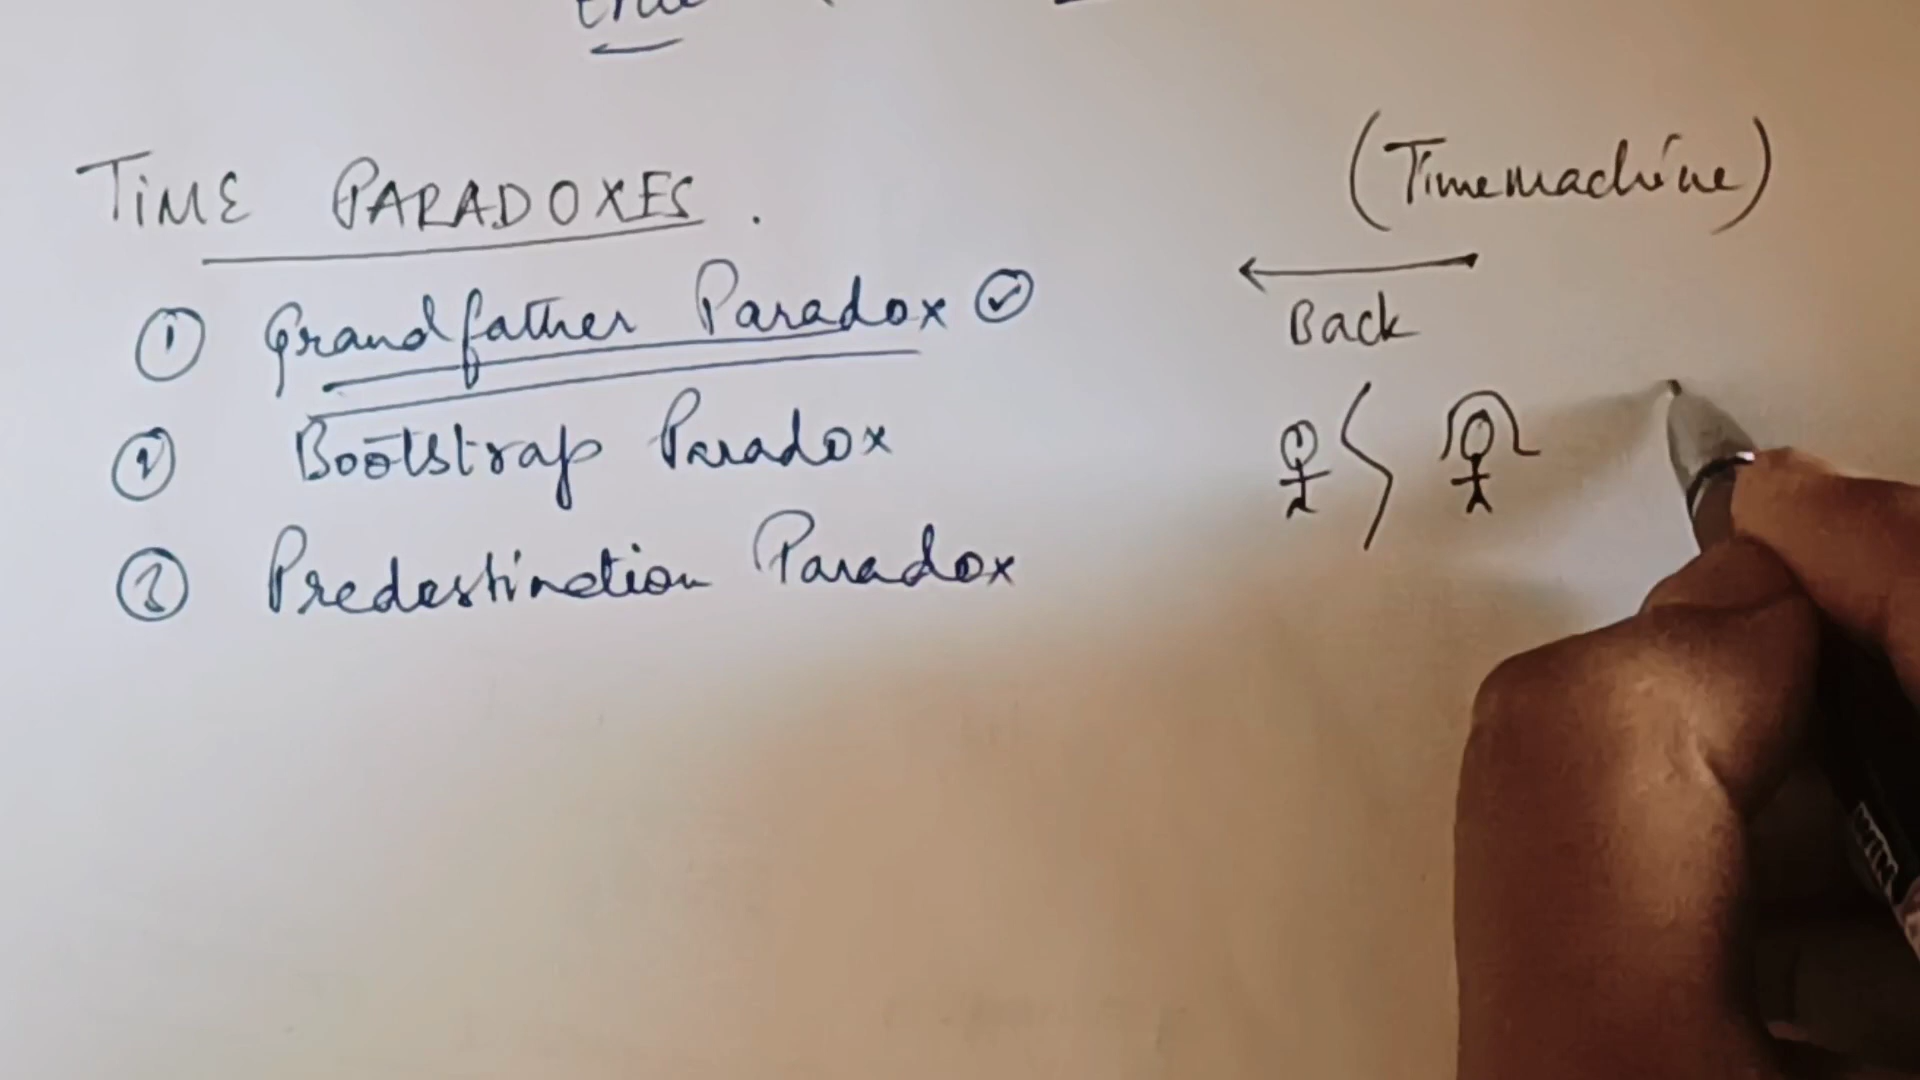 TIME PARADOXES.
① Grandfather Paradox
② Bootstrap Paradox
③ Predestination Paradox
(Timemachine)
Back